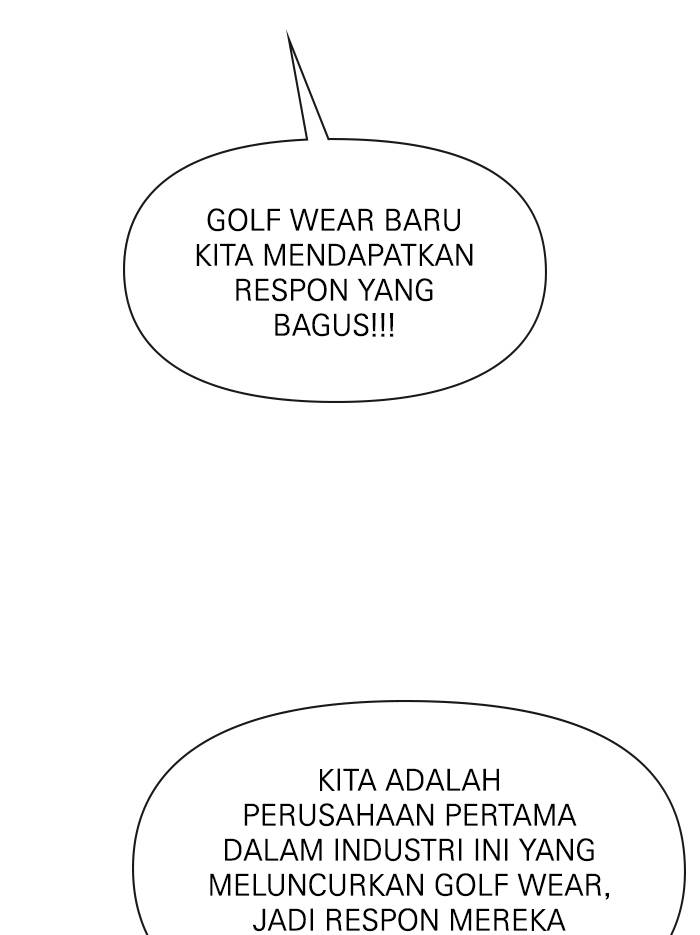 GOLF WEAR BARU
KITA MENDAPATKAN
RESPON YANG
BAGUS!!!
KITA ADALAH
PERUSAHAAN PERTAMA
DALAM INDUSTRI INI YANG
MELUNCURKAN GOLF WEAR,
JADI RESPON MEREKA